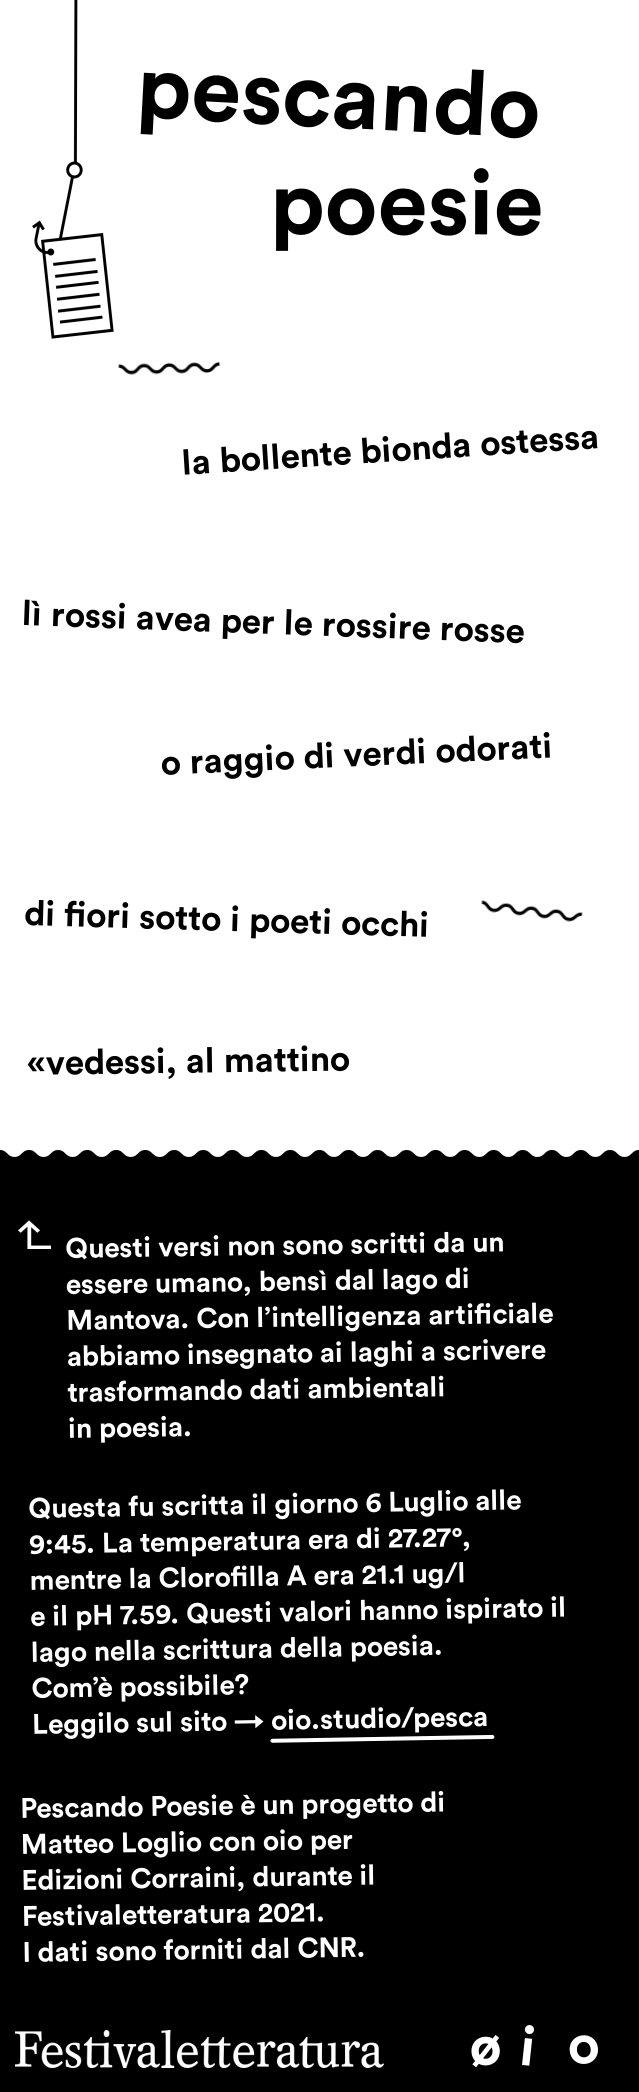 pescando
poesie
la bollente bionda ostessa
lì rossi avea per le rossire rosse
o raggio di verdi odorati
di fiori sotto i poeti occhi
«vedessi, al mattino
Questi versi non sono scritti da un
essere umano, bensì dal lago di
Mantova. Con l’intelligenza artificiale
abbiamo insegnato ai laghi a scrivere
trasformando dati ambientali
in poesia.
Questa fu scritta il giorno 6 Luglio alle
9:45. La temperatura era di 27.27°,
mentre la Clorofilla A era 21.1 ug/l
e il pH 7.59. Questi valori hanno ispirato il
lago nella scrittura della poesia.
Com’è possibile?
Leggilo sul sito → oio.studio/pesca
Pescando Poesie è un progetto di
Matteo Loglio con oio per
Edizioni Corraini, durante il
Festivaletteratura 2021.
I dati sono forniti dal CNR.
Festivaletteratura
ø i o